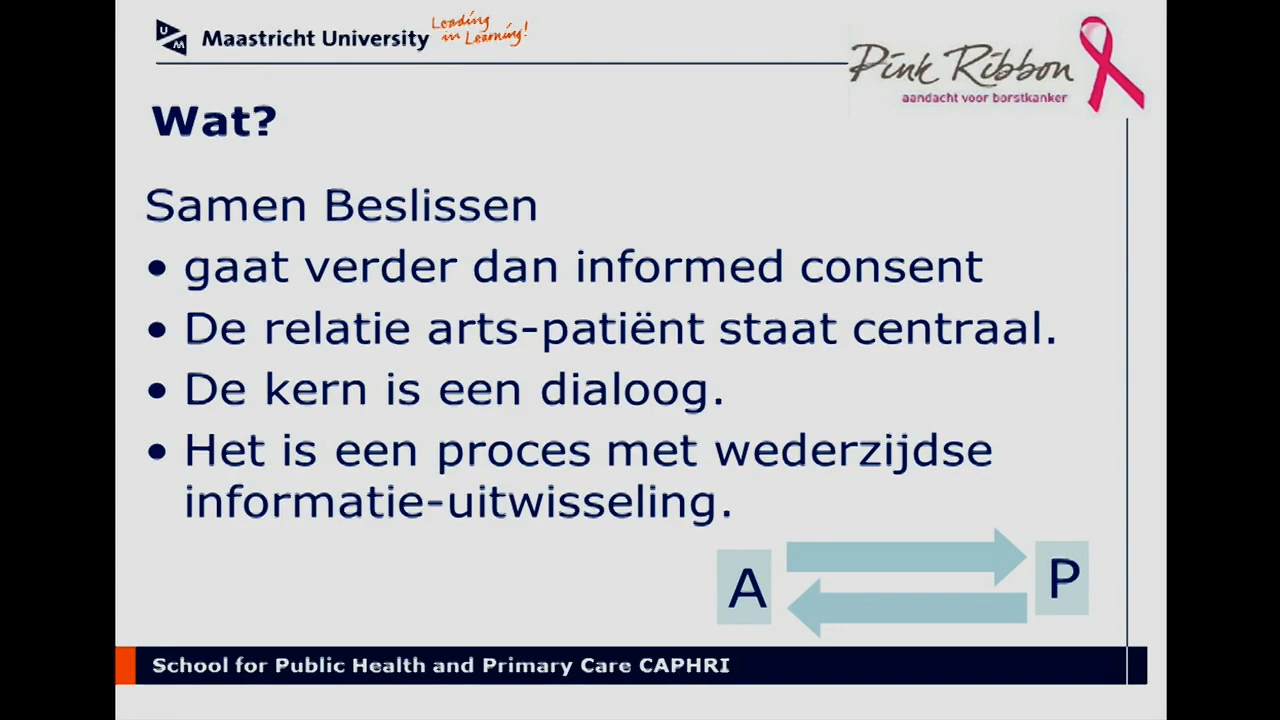 Maastricht University
Leading
in Learning!
Pink Ribbon
aandacht voor borstkanker
Wat?
Samen Beslissen
• gaat verder dan informed consent
• De relatie arts-patiënt staat centraal.
• De kern is een dialoog.
• Het is een proces met wederzijdse
informatie-uitwisseling.
A
P
School for Public Health and Primary Care CAPHRI